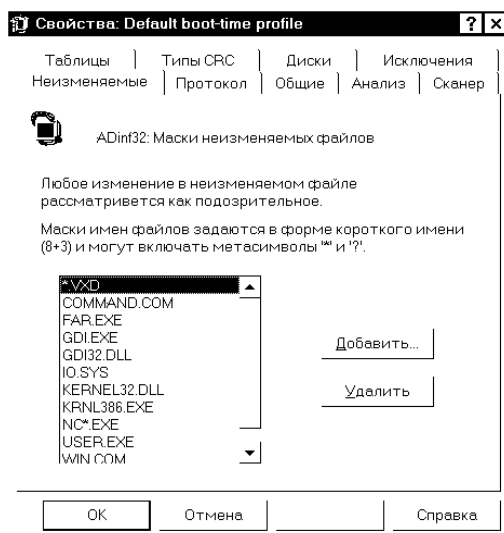 Свойства: Default boot-time profile
Таблицы Типы CRC Диски Исключения
Неизменяемые Протокол Общие Анализ Сканер
ADinf32: Маски неизменяемых файлов
Любое изменение в неизменяемом файле
рассматривется как подозрительное.
Маски имен файлов задаются в форме короткого имени
(8+3) и могут включать метасимволы '*' и '?'.
*.VXD
COMMAND.COM
FAR.EXE
GDI.EXE
GDI32.DLL
IO.SYS
KERNEL32.DLL
KRNL386.EXE
NC*.EXE
USER.EXE
WIN.COM
Добавить...
Удалить
OK Отмена Справка